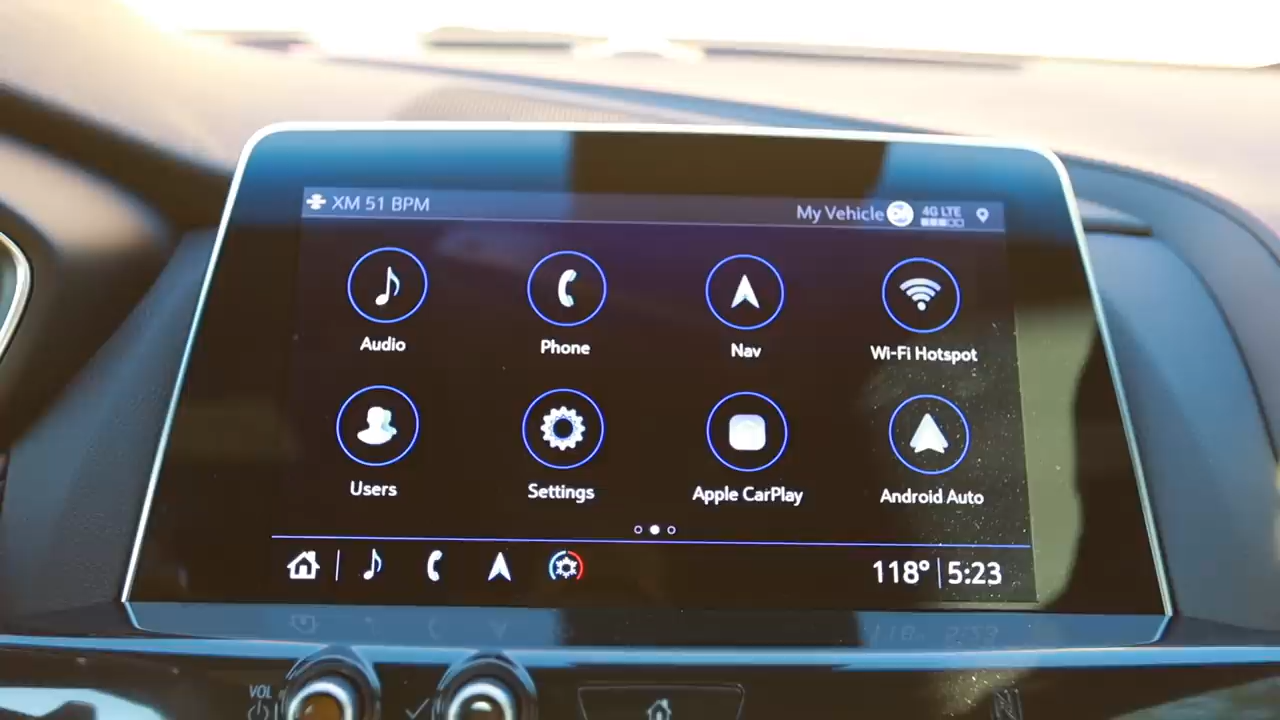 XM 51 BPM
My Vehicle 4G LTE
Audio Phone Nav Wi-Fi Hotspot
Users Settings Apple CarPlay Android Auto
118° 5:23
VOL